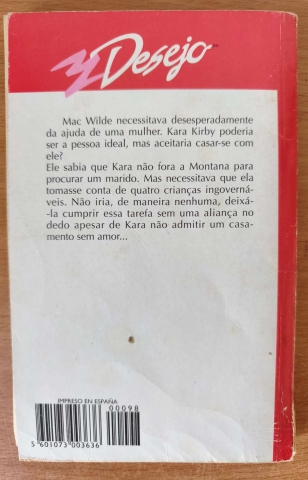 Desejo
Mac Wilde necessitava desesperadamente
da ajuda de uma mulher. Kara Kirby poderia
ser a pessoa ideal, mas aceitaria casar-se com
ele?
Ele sabia que Kara não fora a Montana para
procurar um marido. Mas necessitava que ela
tomasse conta de quatro crianças ingoverná-
veis. Não iria, de maneira nenhuma, deixá-
-la cumprir essa tarefa sem uma aliança no
dedo apesar de Kara não admitir um casa-
mento sem amor...
IMPRESO EN ESPAÑA
00098
5 601073 003636